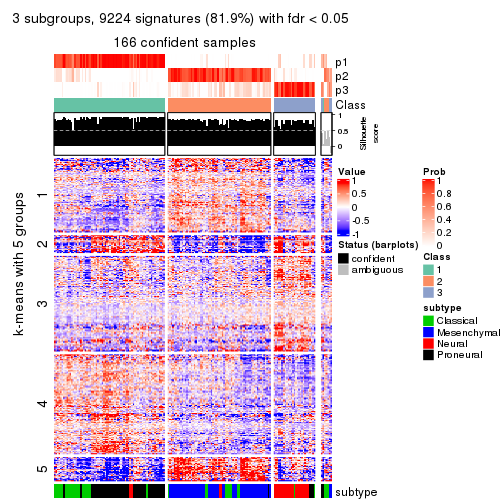 3 subgroups, 9224 signatures (81.9%) with fdr < 0.05
166 confident samples
p1
p2
p3
Class
1
0.5
0
Silhouette
score
k-means with 5 groups
1
2
3
4
5
subtype
Value
1
0.5
0
-0.5
-1
Status (barplots)
confident
ambiguous
Prob
1
0.8
0.6
0.4
0.2
0
Class
1
2
3
subtype
Classical
Mesenchymal
Neural
Proneural